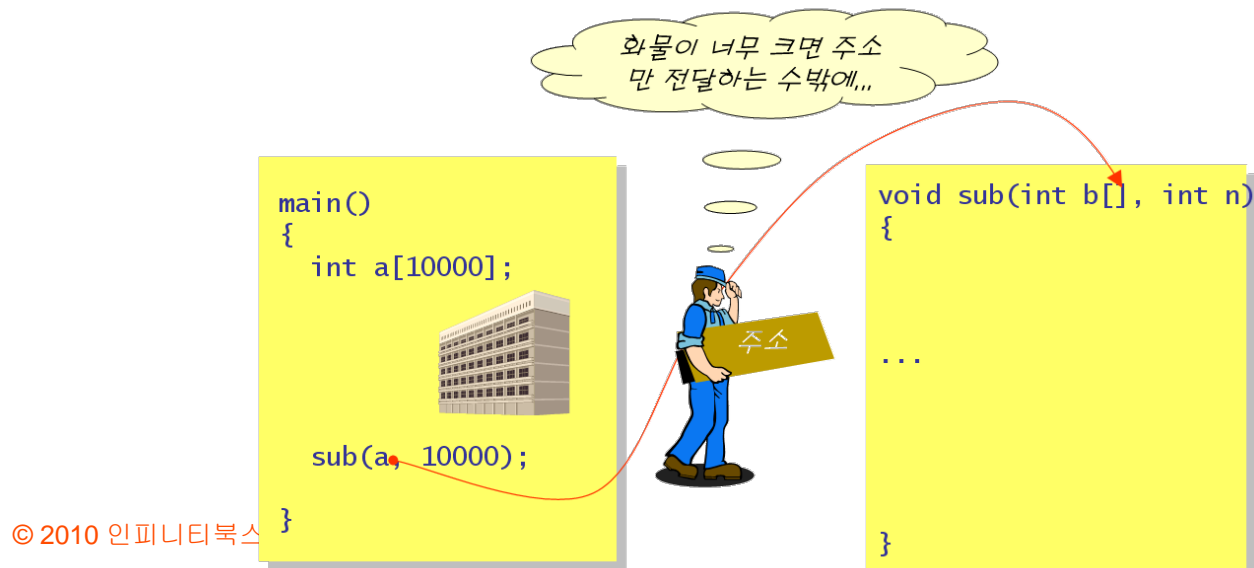 화물이 너무 크면 주소
만 전달하는 수밖에...
main()
{
int a[10000];
sub(a, 10000);
}
주소
void sub(int b[], int n)
{
...
}
© 2010 인피니티북스